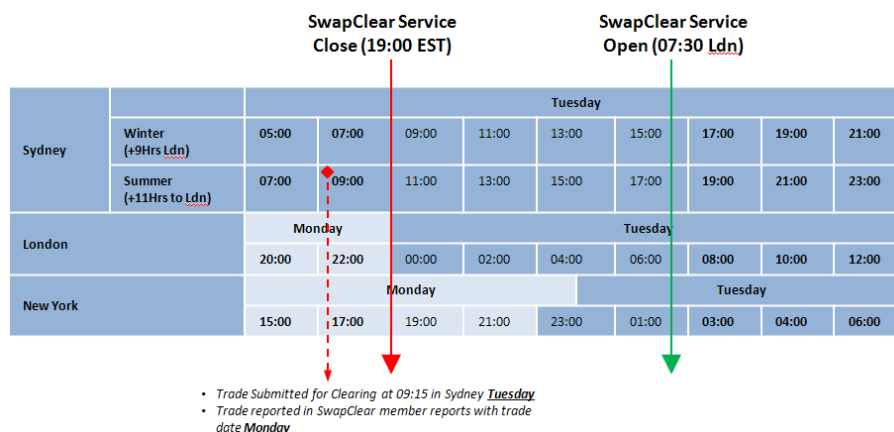 SwapClear Service
Close (19:00 EST)
SwapClear Service
Open (07:30 Ldn)
Tuesday
Sydney
Winter
(+9Hrs Ldn)
05:00 07:00 09:00 11:00 13:00 15:00 17:00 19:00 21:00
Summer
(+11Hrs to Ldn)
07:00 09:00 11:00 13:00 15:00 17:00 19:00 21:00 23:00
London
Monday Tuesday
20:00 22:00 00:00 02:00 04:00 06:00 08:00 10:00 12:00
New York
Monday Tuesday
15:00 17:00 19:00 21:00 23:00 01:00 03:00 04:00 06:00
• Trade Submitted for Clearing at 09:15 in Sydney Tuesday
• Trade reported in SwapClear member reports with trade
date Monday